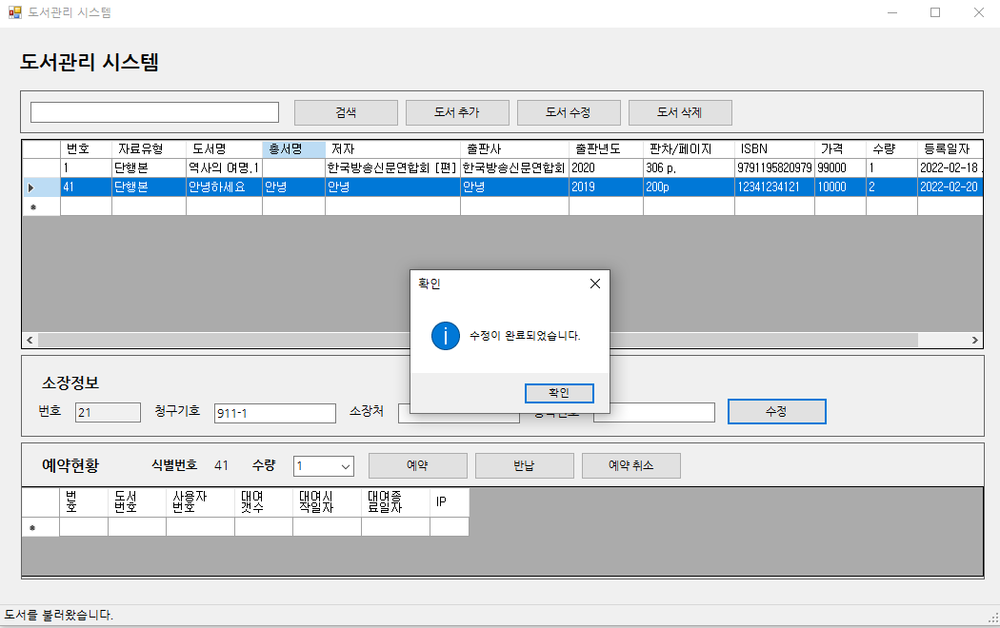 도서관리 시스템
도서관리 시스템
검색 도서 추가 도서 수정 도서 삭제
번호 자료유형 도서명 총서명 저자 출판사 출판년도 판차/페이지 ISBN 가격 수량 등록일자
1 단행본 역사의 여명.1 한국방송신문연합회 [편] 한국방송신문연합회 2020 306 p. 9791195820979 99000 1 2022-02-18
41 단행본 안녕하세요 안녕 안녕 안녕 2019 200p 12341234121 10000 2 2022-02-20
확인
수정이 완료되었습니다.
확인
소장정보
번호 21 청구기호 911-1 소장처 수정
예약현황 식별번호 41 수량 1 예약 반납 예약 취소
번호 도서번호 사용자번호 대여갯수 대여시작일자 대여종료일자 IP
도서를 불러왔습니다.